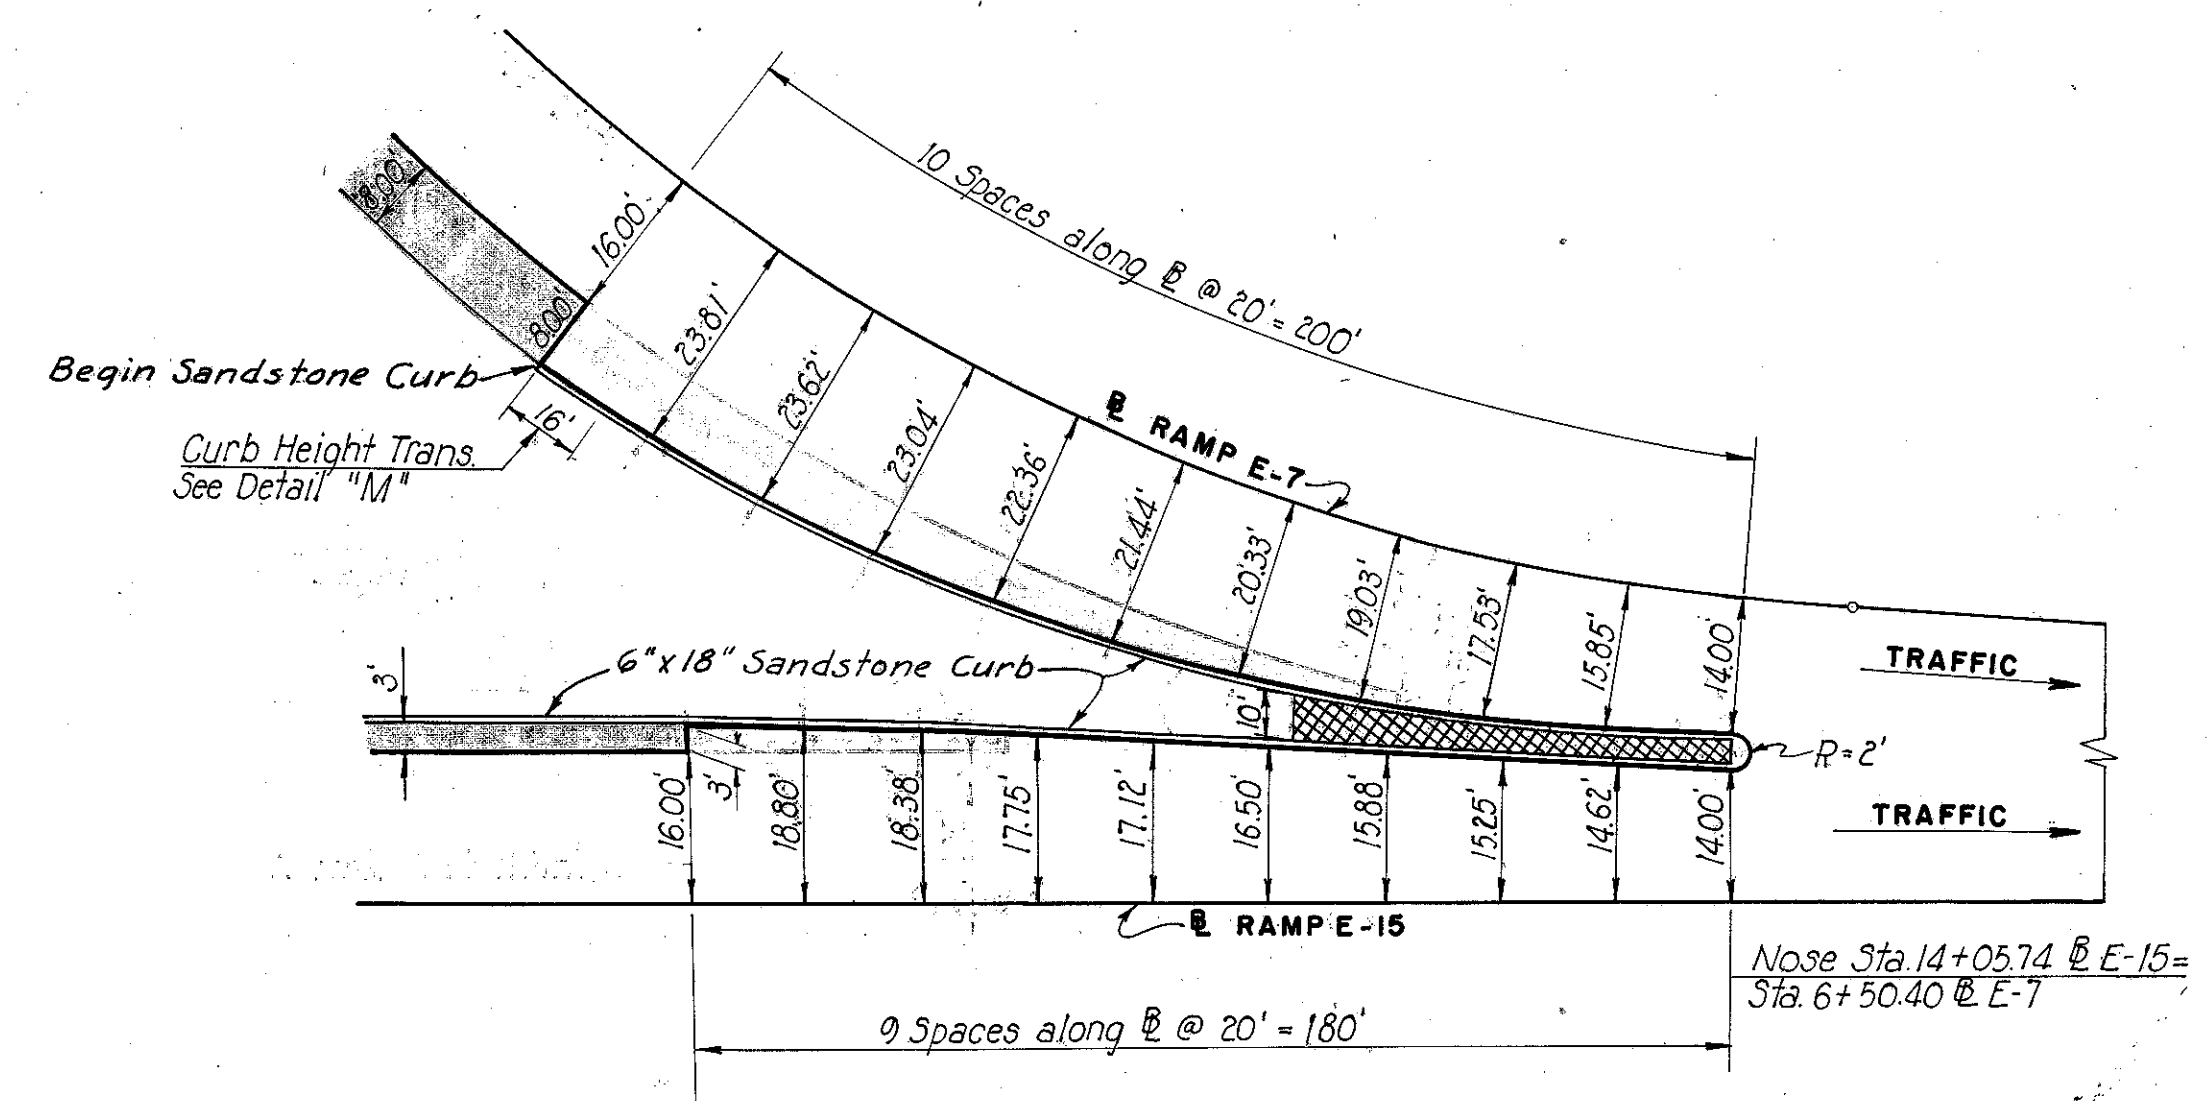 10 Spaces along ℄ @ 20' = 200'
8.00'
16.00'
8.00'
23.81'
23.62'
23.04'
22.36'
21.44'
20.33'
19.03'
17.53'
15.85'
14.00'
Begin Sandstone Curb
16'
Curb Height Trans.
See Detail "M"
℄ RAMP E-7
6"x18" Sandstone Curb
3'
10'
TRAFFIC
R=2'
16.00'
3'
18.80'
18.38'
17.75'
17.12'
16.50'
15.88'
15.25'
14.62'
14.00'
TRAFFIC
℄ RAMP E-15
Nose Sta. 14+05.74 ℄ E-15=
Sta. 6+50.40 ℄ E-7
9 Spaces along ℄ @ 20' = 180'